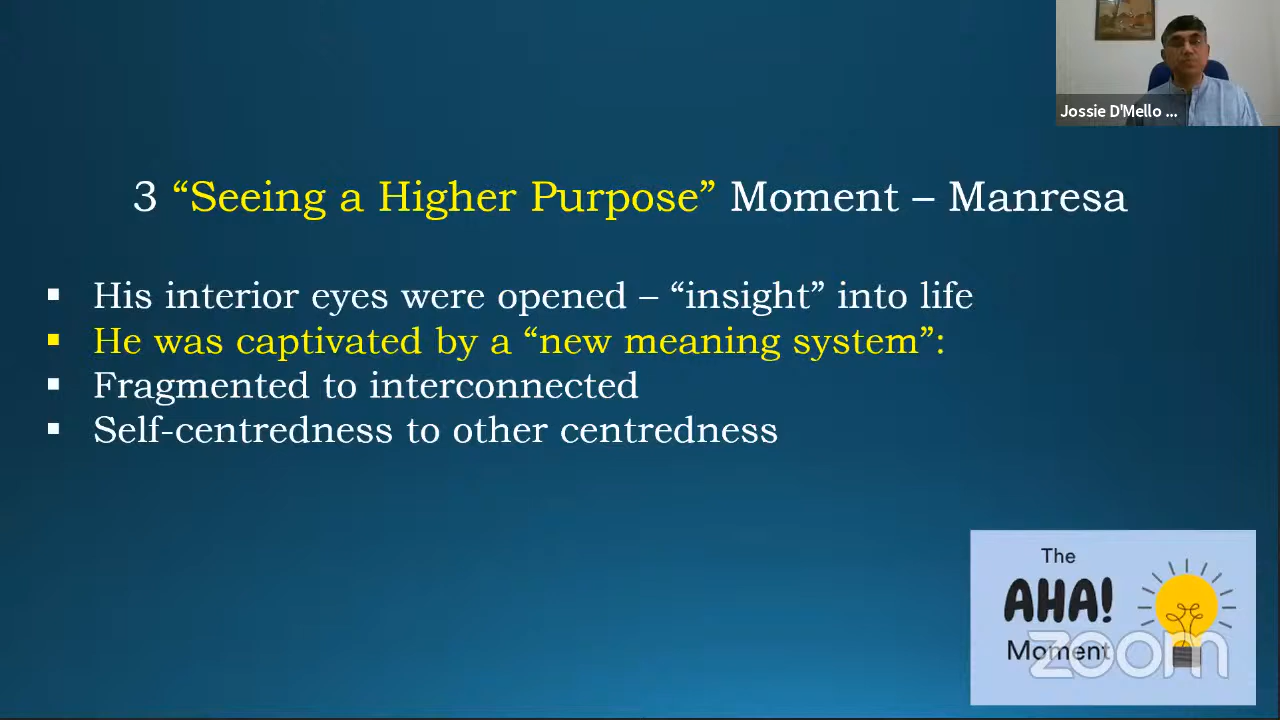 Jossie D'Mello ...
3 “Seeing a Higher Purpose” Moment – Manresa
▪ His interior eyes were opened – “insight” into life
▪ He was captivated by a “new meaning system”:
▪ Fragmented to interconnected
▪ Self-centredness to other centredness
The
AHA!
Moment
zoom